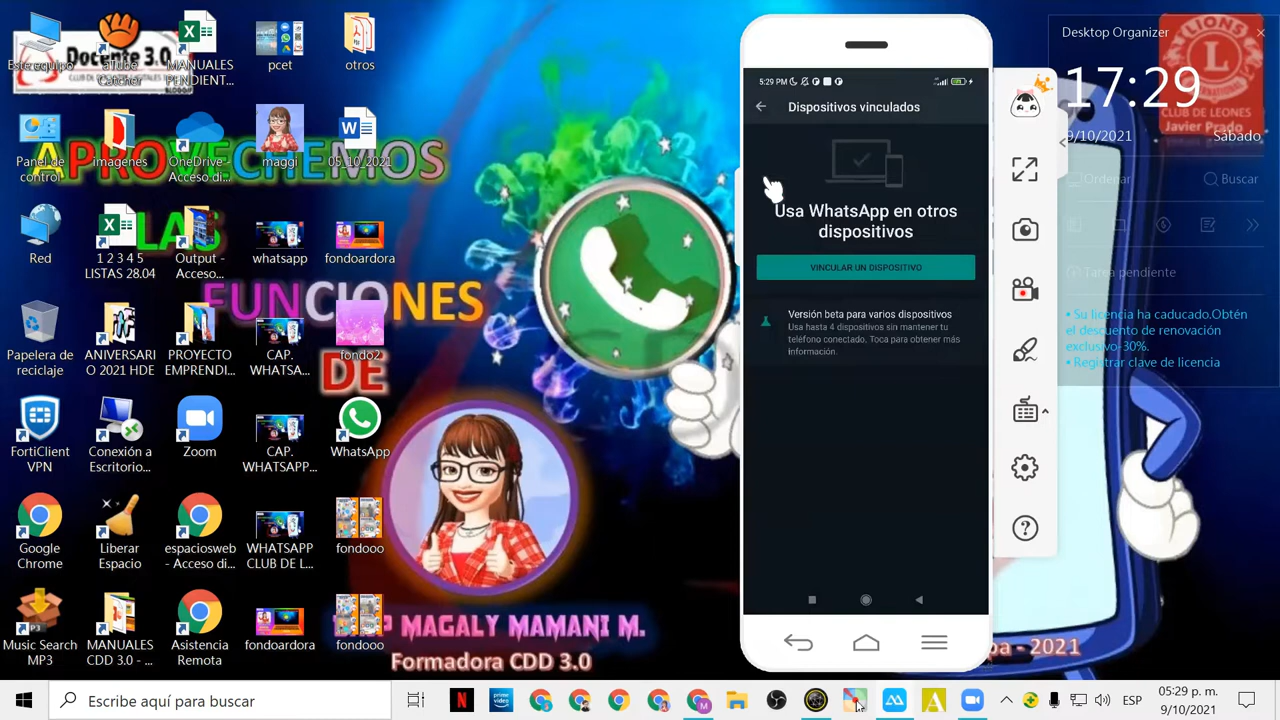 Este equipo
aTube
Catcher
MANUALES
PENDIENT...
pcet
otros
Docente 3.0
Panel de
control
imagenes
OneDrive -
Acceso di...
maggi
05.10.2021
APROVECHEMOS
LAS
FUNCIONES
DE
Red
1 2 3 4 5
LISTAS 28.04
Output -
Acceso...
whatsapp
fondoardora
Papelera de
reciclaje
ANIVERSARI
O 2021 HDE
PROYECTO
EMPRENDI...
CAP.
WHATSA...
fondo2
FortiClient
VPN
Conexión a
Escritorio...
Zoom
CAP.
WHATSAPP...
WhatsApp
Google
Chrome
Liberar
Espacio
espaciosweb
- Acceso di...
WHATSAPP
CLUB DE L...
fondooo
Music Search
MP3
MANUALES
CDD 3.0 - ...
Asistencia
Remota
fondoardora
fondooo
MAGALY MAMANI M.
Formadora CDD 3.0
pa - 2021
5:29 PM
Dispositivos vinculados
Usa WhatsApp en otros
dispositivos
VINCULAR UN DISPOSITIVO
Versión beta para varios dispositivos
Usa hasta 4 dispositivos sin mantener tu
teléfono conectado. Toca para obtener más
información.
Desktop Organizer
17:29
9/10/2021
Sábado
LIONS
L
INTERNATIONAL
CLUB DE LEONES
Javier Prado
Ordenar
Buscar
Tarea pendiente
• Su licencia ha caducado.Obtén
el descuento de renovación
exclusivo-30%.
• Registrar clave de licencia
Escribe aquí para buscar
ESP
05:29 p. m.
9/10/2021